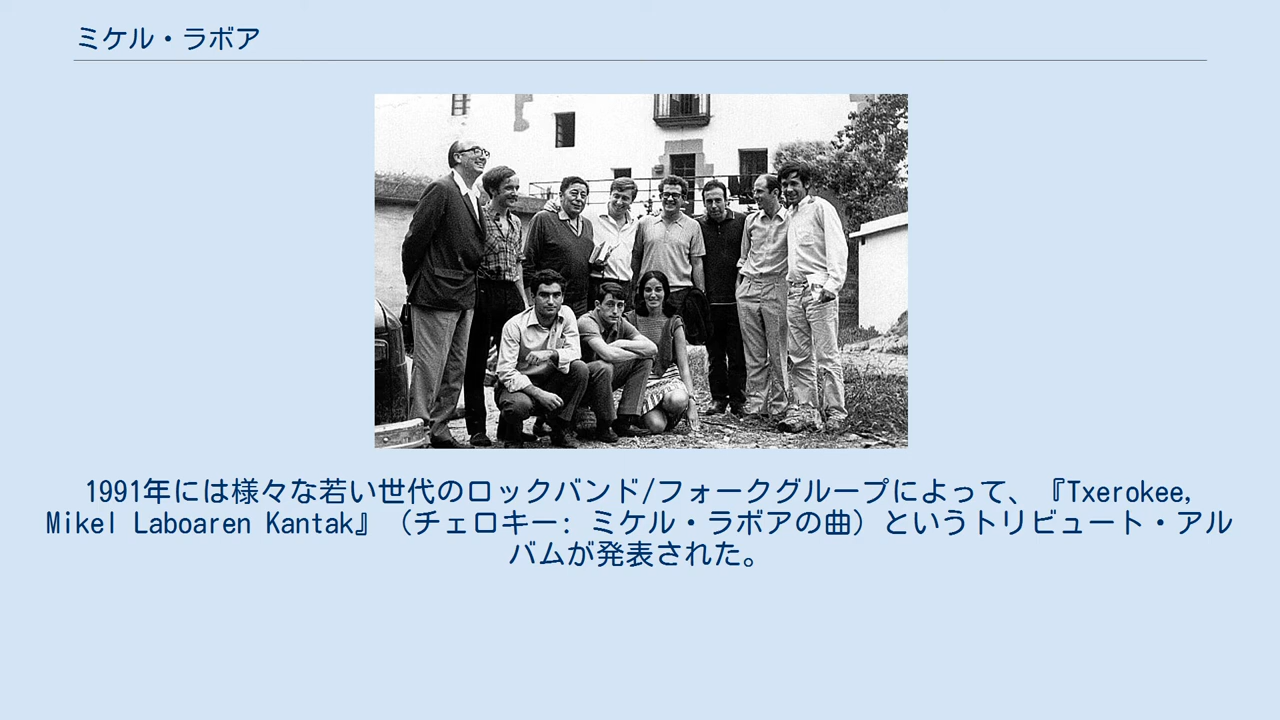 ミケル・ラボア
1991年には様々な若い世代のロックバンド/フォークグループによって、『Txerokee,
Mikel Laboaren Kantak』（チェロキー: ミケル・ラボアの曲）というトリビュート・アル
バムが発表された。